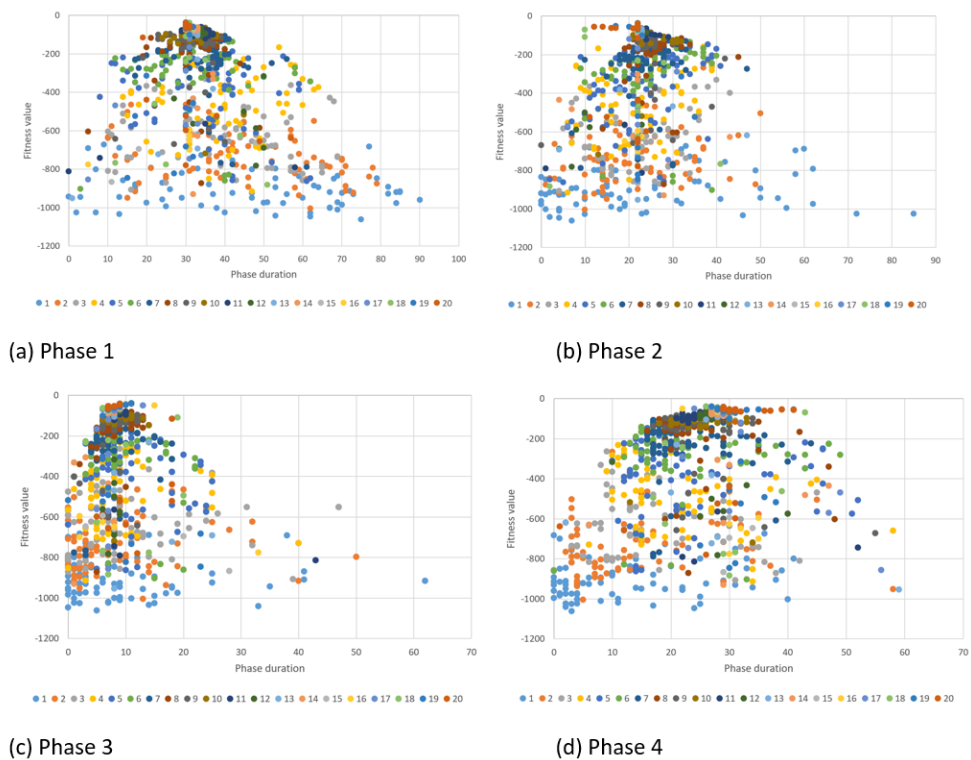 0
-200
-400
-600
-800
-1000
-1200
Fitness value
0 10 20 30 40 50 60 70 80 90 100
Phase duration
1 2 3 4 5 6 7 8 9 10 11 12 13 14 15 16 17 18 19 20
(a) Phase 1
0
-200
-400
-600
-800
-1000
-1200
Fitness value
0 10 20 30 40 50 60 70 80 90
Phase duration
1 2 3 4 5 6 7 8 9 10 11 12 13 14 15 16 17 18 19 20
(b) Phase 2
0
-200
-400
-600
-800
-1000
-1200
Fitness value
0 10 20 30 40 50 60 70
Phase duration
1 2 3 4 5 6 7 8 9 10 11 12 13 14 15 16 17 18 19 20
(c) Phase 3
0
-200
-400
-600
-800
-1000
-1200
Fitness value
0 10 20 30 40 50 60 70
Phase duration
1 2 3 4 5 6 7 8 9 10 11 12 13 14 15 16 17 18 19 20
(d) Phase 4